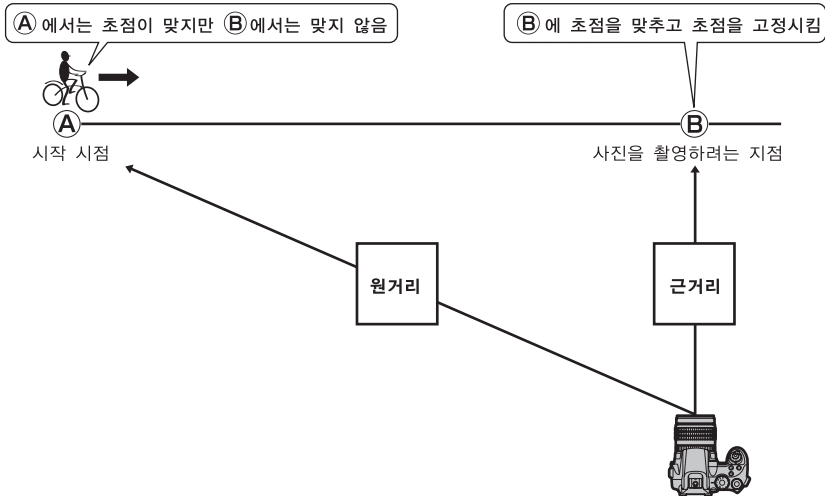 Ⓐ 에서는 초점이 맞지만 Ⓑ에서는 맞지 않음
Ⓑ 에 초점을 맞추고 초점을 고정시킴
Ⓐ
Ⓑ
시작 시점
사진을 촬영하려는 지점
원거리
근거리